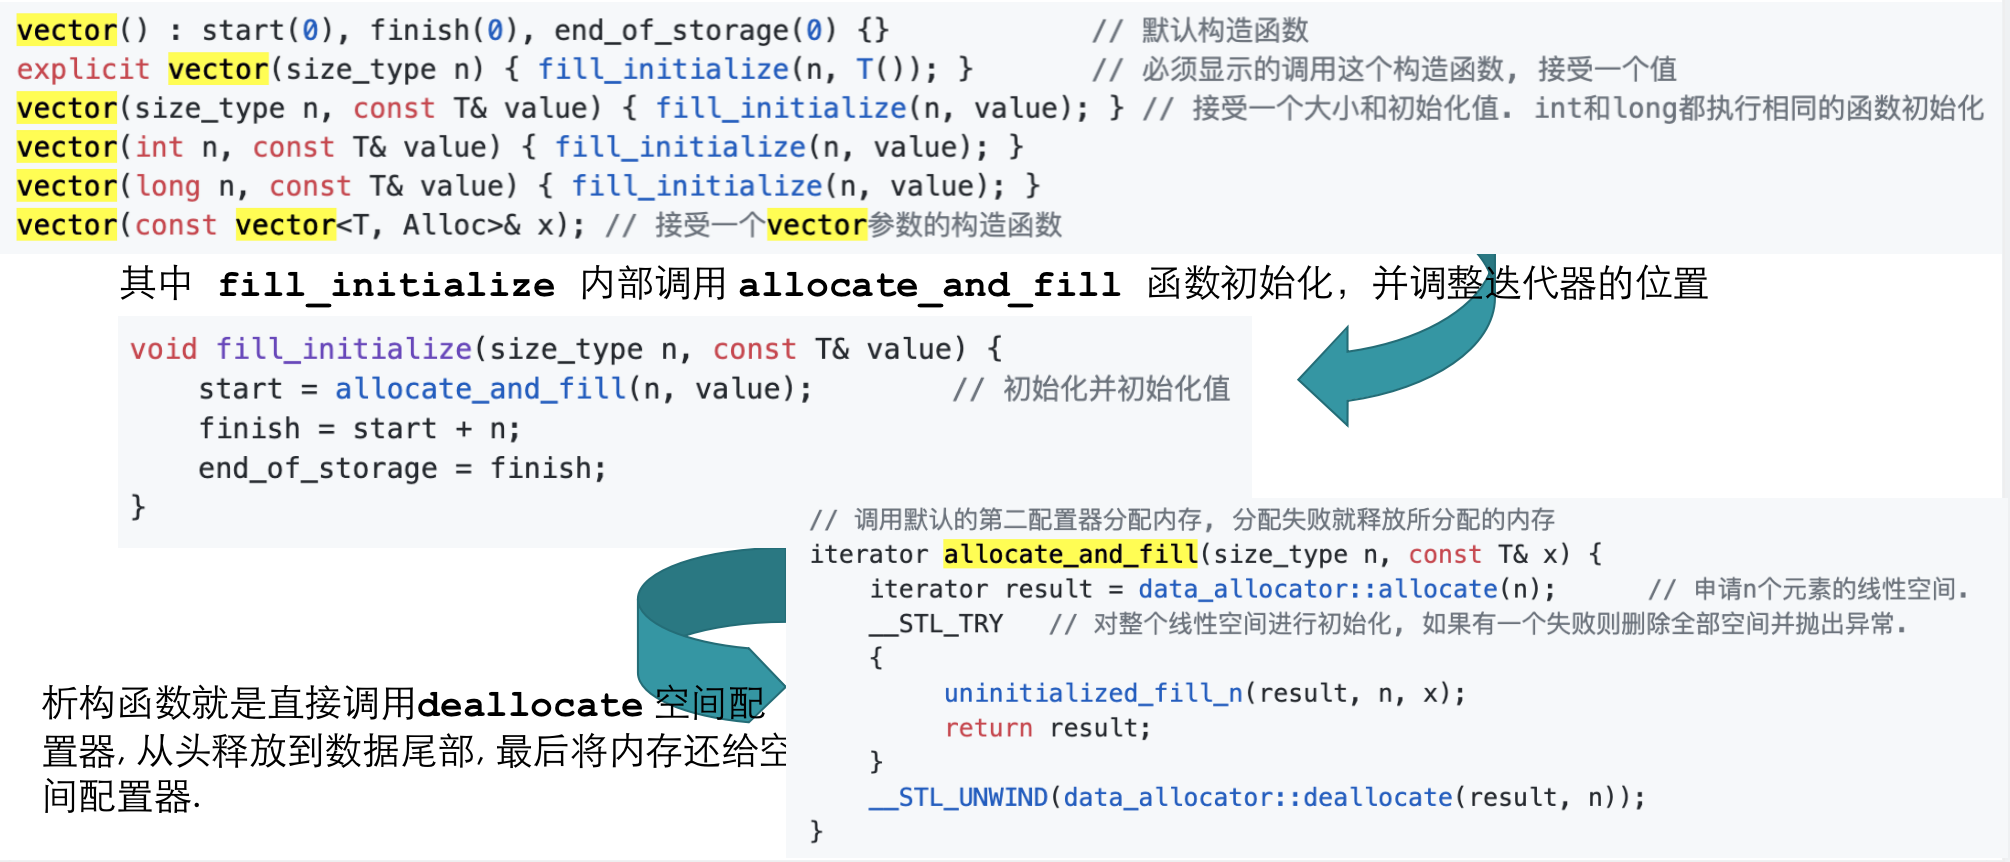 vector() : start(0), finish(0), end_of_storage(0) {}            // 默认构造函数
explicit vector(size_type n) { fill_initialize(n, T()); }       // 必须显示的调用这个构造函数, 接受一个值
vector(size_type n, const T& value) { fill_initialize(n, value); } // 接受一个大小和初始化值. int和long都执行相同的函数初始化
vector(int n, const T& value) { fill_initialize(n, value); }
vector(long n, const T& value) { fill_initialize(n, value); }
vector(const vector<T, Alloc>& x); // 接受一个vector参数的构造函数
其中 fill_initialize 内部调用 allocate_and_fill 函数初始化，并调整迭代器的位置
void fill_initialize(size_type n, const T& value) {
    start = allocate_and_fill(n, value);        // 初始化并初始化值
    finish = start + n;
    end_of_storage = finish;
}
// 调用默认的第二配置器分配内存, 分配失败就释放所分配的内存
iterator allocate_and_fill(size_type n, const T& x) {
    iterator result = data_allocator::allocate(n);      // 申请n个元素的线性空间.
    __STL_TRY   // 对整个线性空间进行初始化, 如果有一个失败则删除全部空间并抛出异常.
    {
         uninitialized_fill_n(result, n, x);
         return result;
    }
    __STL_UNWIND(data_allocator::deallocate(result, n));
}
析构函数就是直接调用deallocate 空间配
置器, 从头释放到数据尾部, 最后将内存还给空
间配置器.